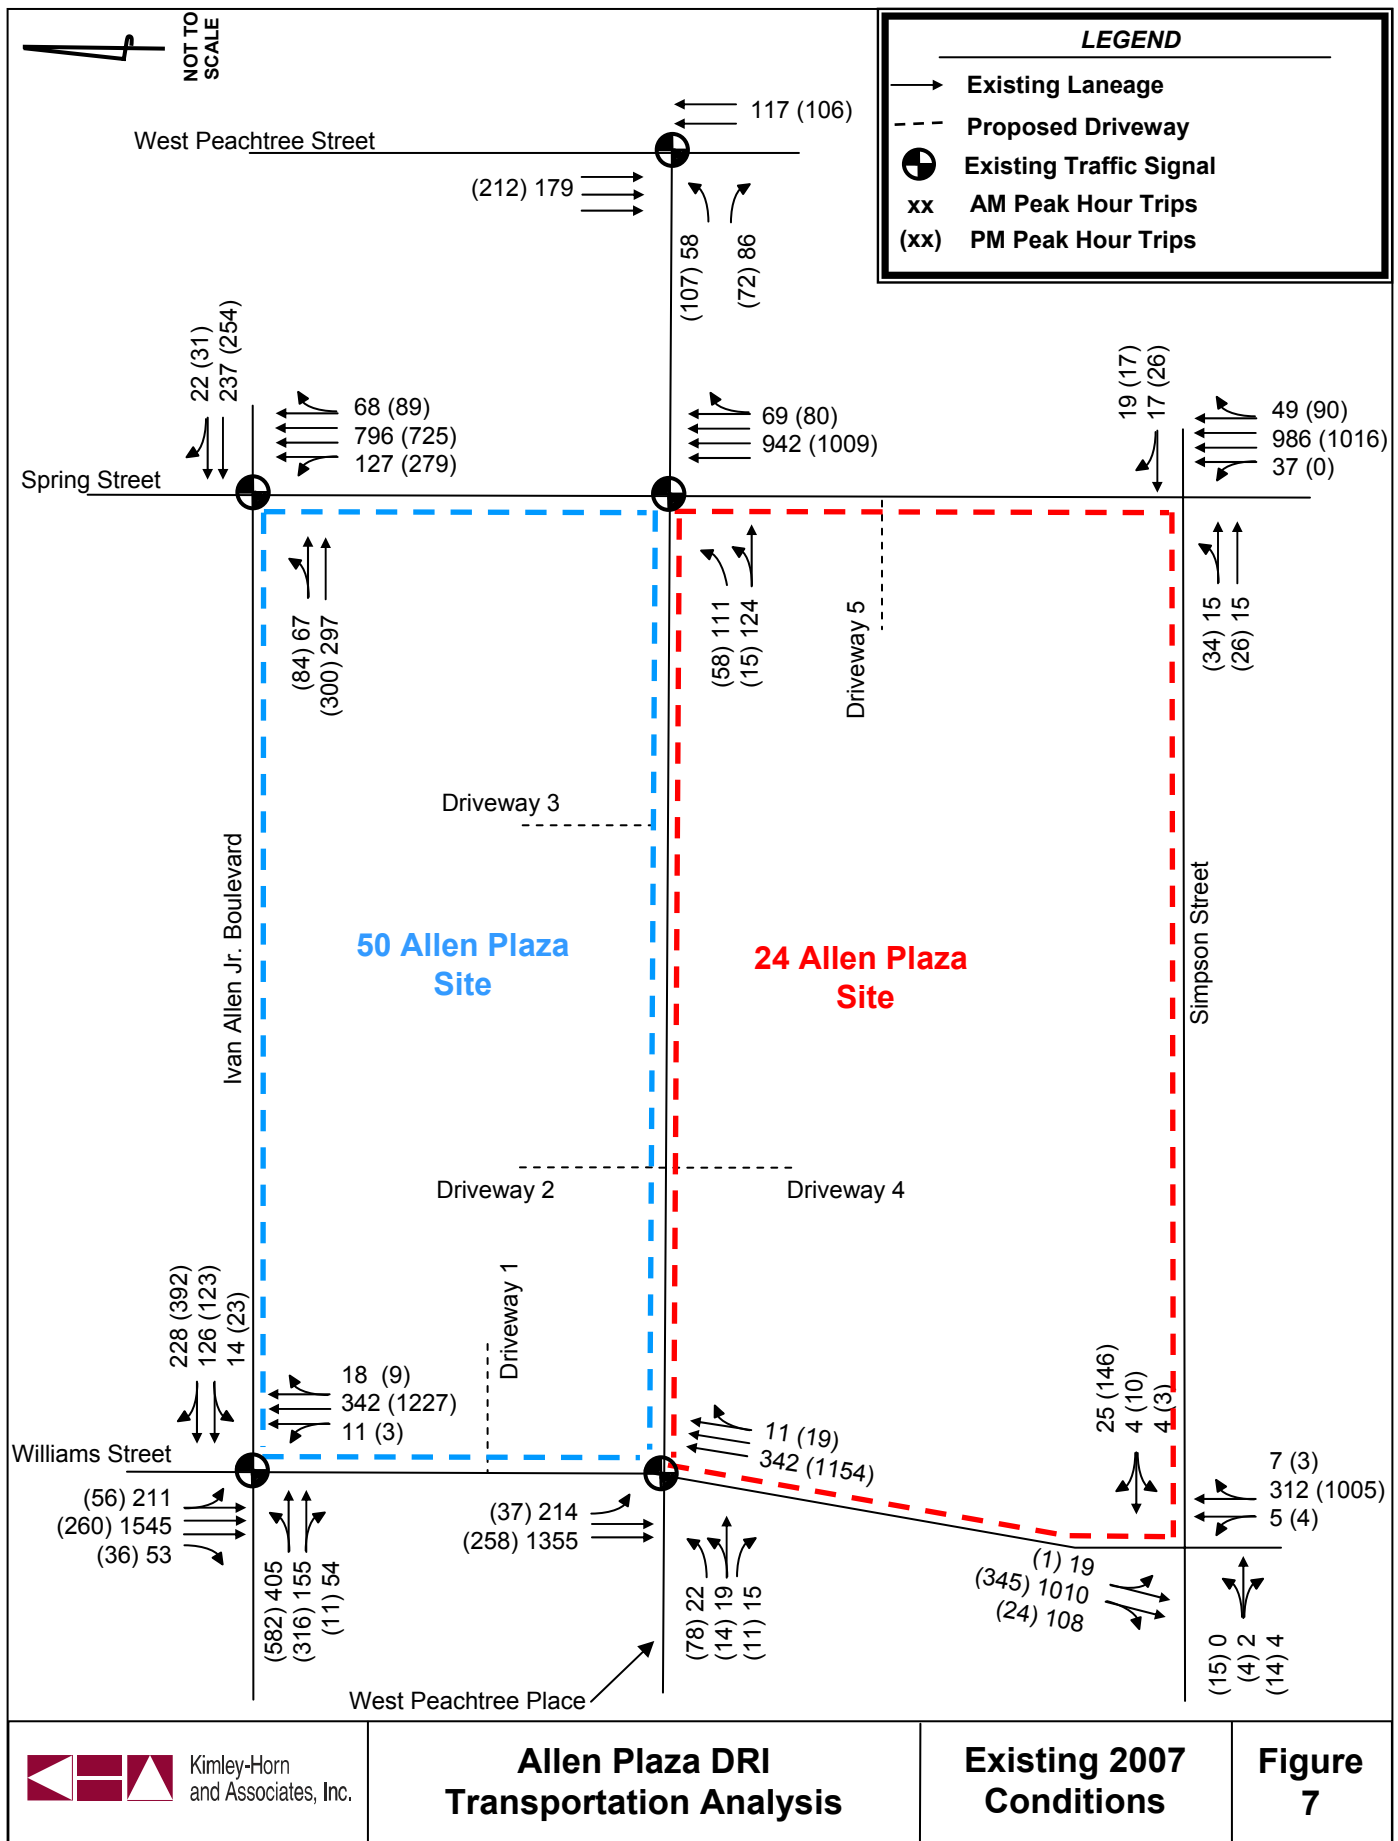 NOT TO
SCALE
LEGEND
Existing Laneage
Proposed Driveway
Existing Traffic Signal
xx AM Peak Hour Trips
(xx) PM Peak Hour Trips
117 (106)
West Peachtree Street
(212) 179
(107) 58
(72) 86
22 (31)
237 (254)
68 (89)
796 (725)
127 (279)
69 (80)
942 (1009)
19 (17)
17 (26)
49 (90)
986 (1016)
37 (0)
Spring Street
(84) 67
(300) 297
(58) 111
(15) 124
Driveway 5
(34) 15
(26) 15
Driveway 3
Ivan Allen Jr. Boulevard
50 Allen Plaza
Site
24 Allen Plaza
Site
Simpson Street
Driveway 2
Driveway 4
Driveway 1
228 (392)
126 (123)
14 (23)
18 (9)
342 (1227)
11 (3)
11 (19)
342 (1154)
25 (146)
4 (10)
4 (3)
7 (3)
312 (1005)
5 (4)
Williams Street
(56) 211
(260) 1545
(36) 53
(37) 214
(258) 1355
(1) 19
(345) 1010
(24) 108
(582) 405
(316) 155
(11) 54
(78) 22
(14) 19
(11) 15
(15) 0
(4) 2
(14) 4
West Peachtree Place
Kimley-Horn
and Associates, Inc.
Allen Plaza DRI
Transportation Analysis
Existing 2007
Conditions
Figure
7